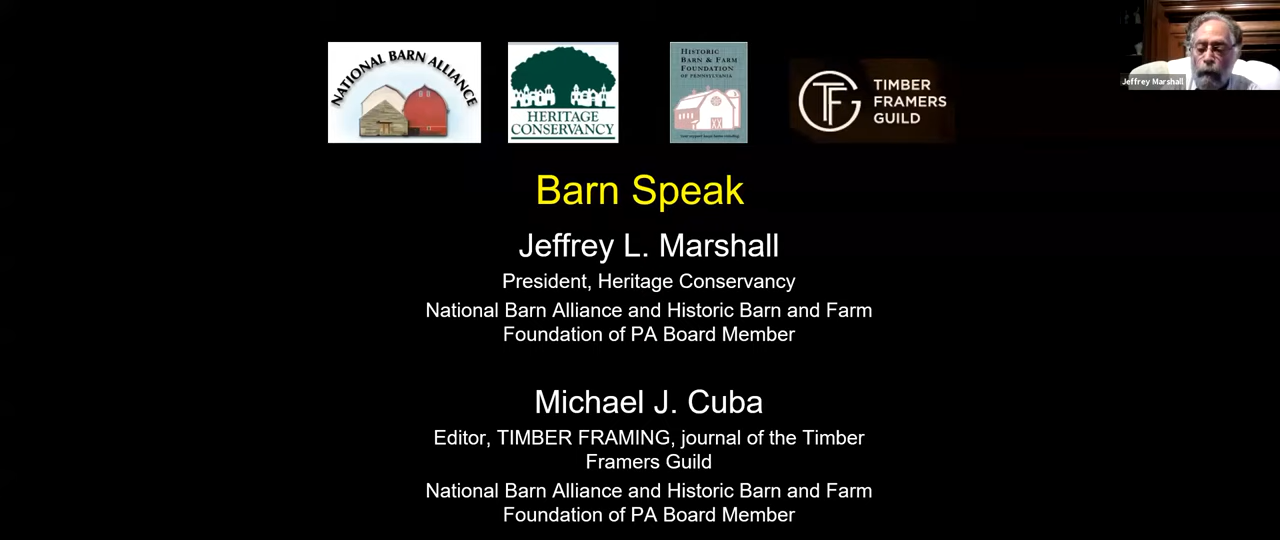 NATIONAL BARN ALLIANCE
HERITAGE
CONSERVANCY
HISTORIC
BARN & FARM
FOUNDATION
OF PENNSYLVANIA
TIMBER
FRAMERS
GUILD
Jeffrey Marshall
Barn Speak
Jeffrey L. Marshall
President, Heritage Conservancy
National Barn Alliance and Historic Barn and Farm
Foundation of PA Board Member
Michael J. Cuba
Editor, TIMBER FRAMING, journal of the Timber
Framers Guild
National Barn Alliance and Historic Barn and Farm
Foundation of PA Board Member